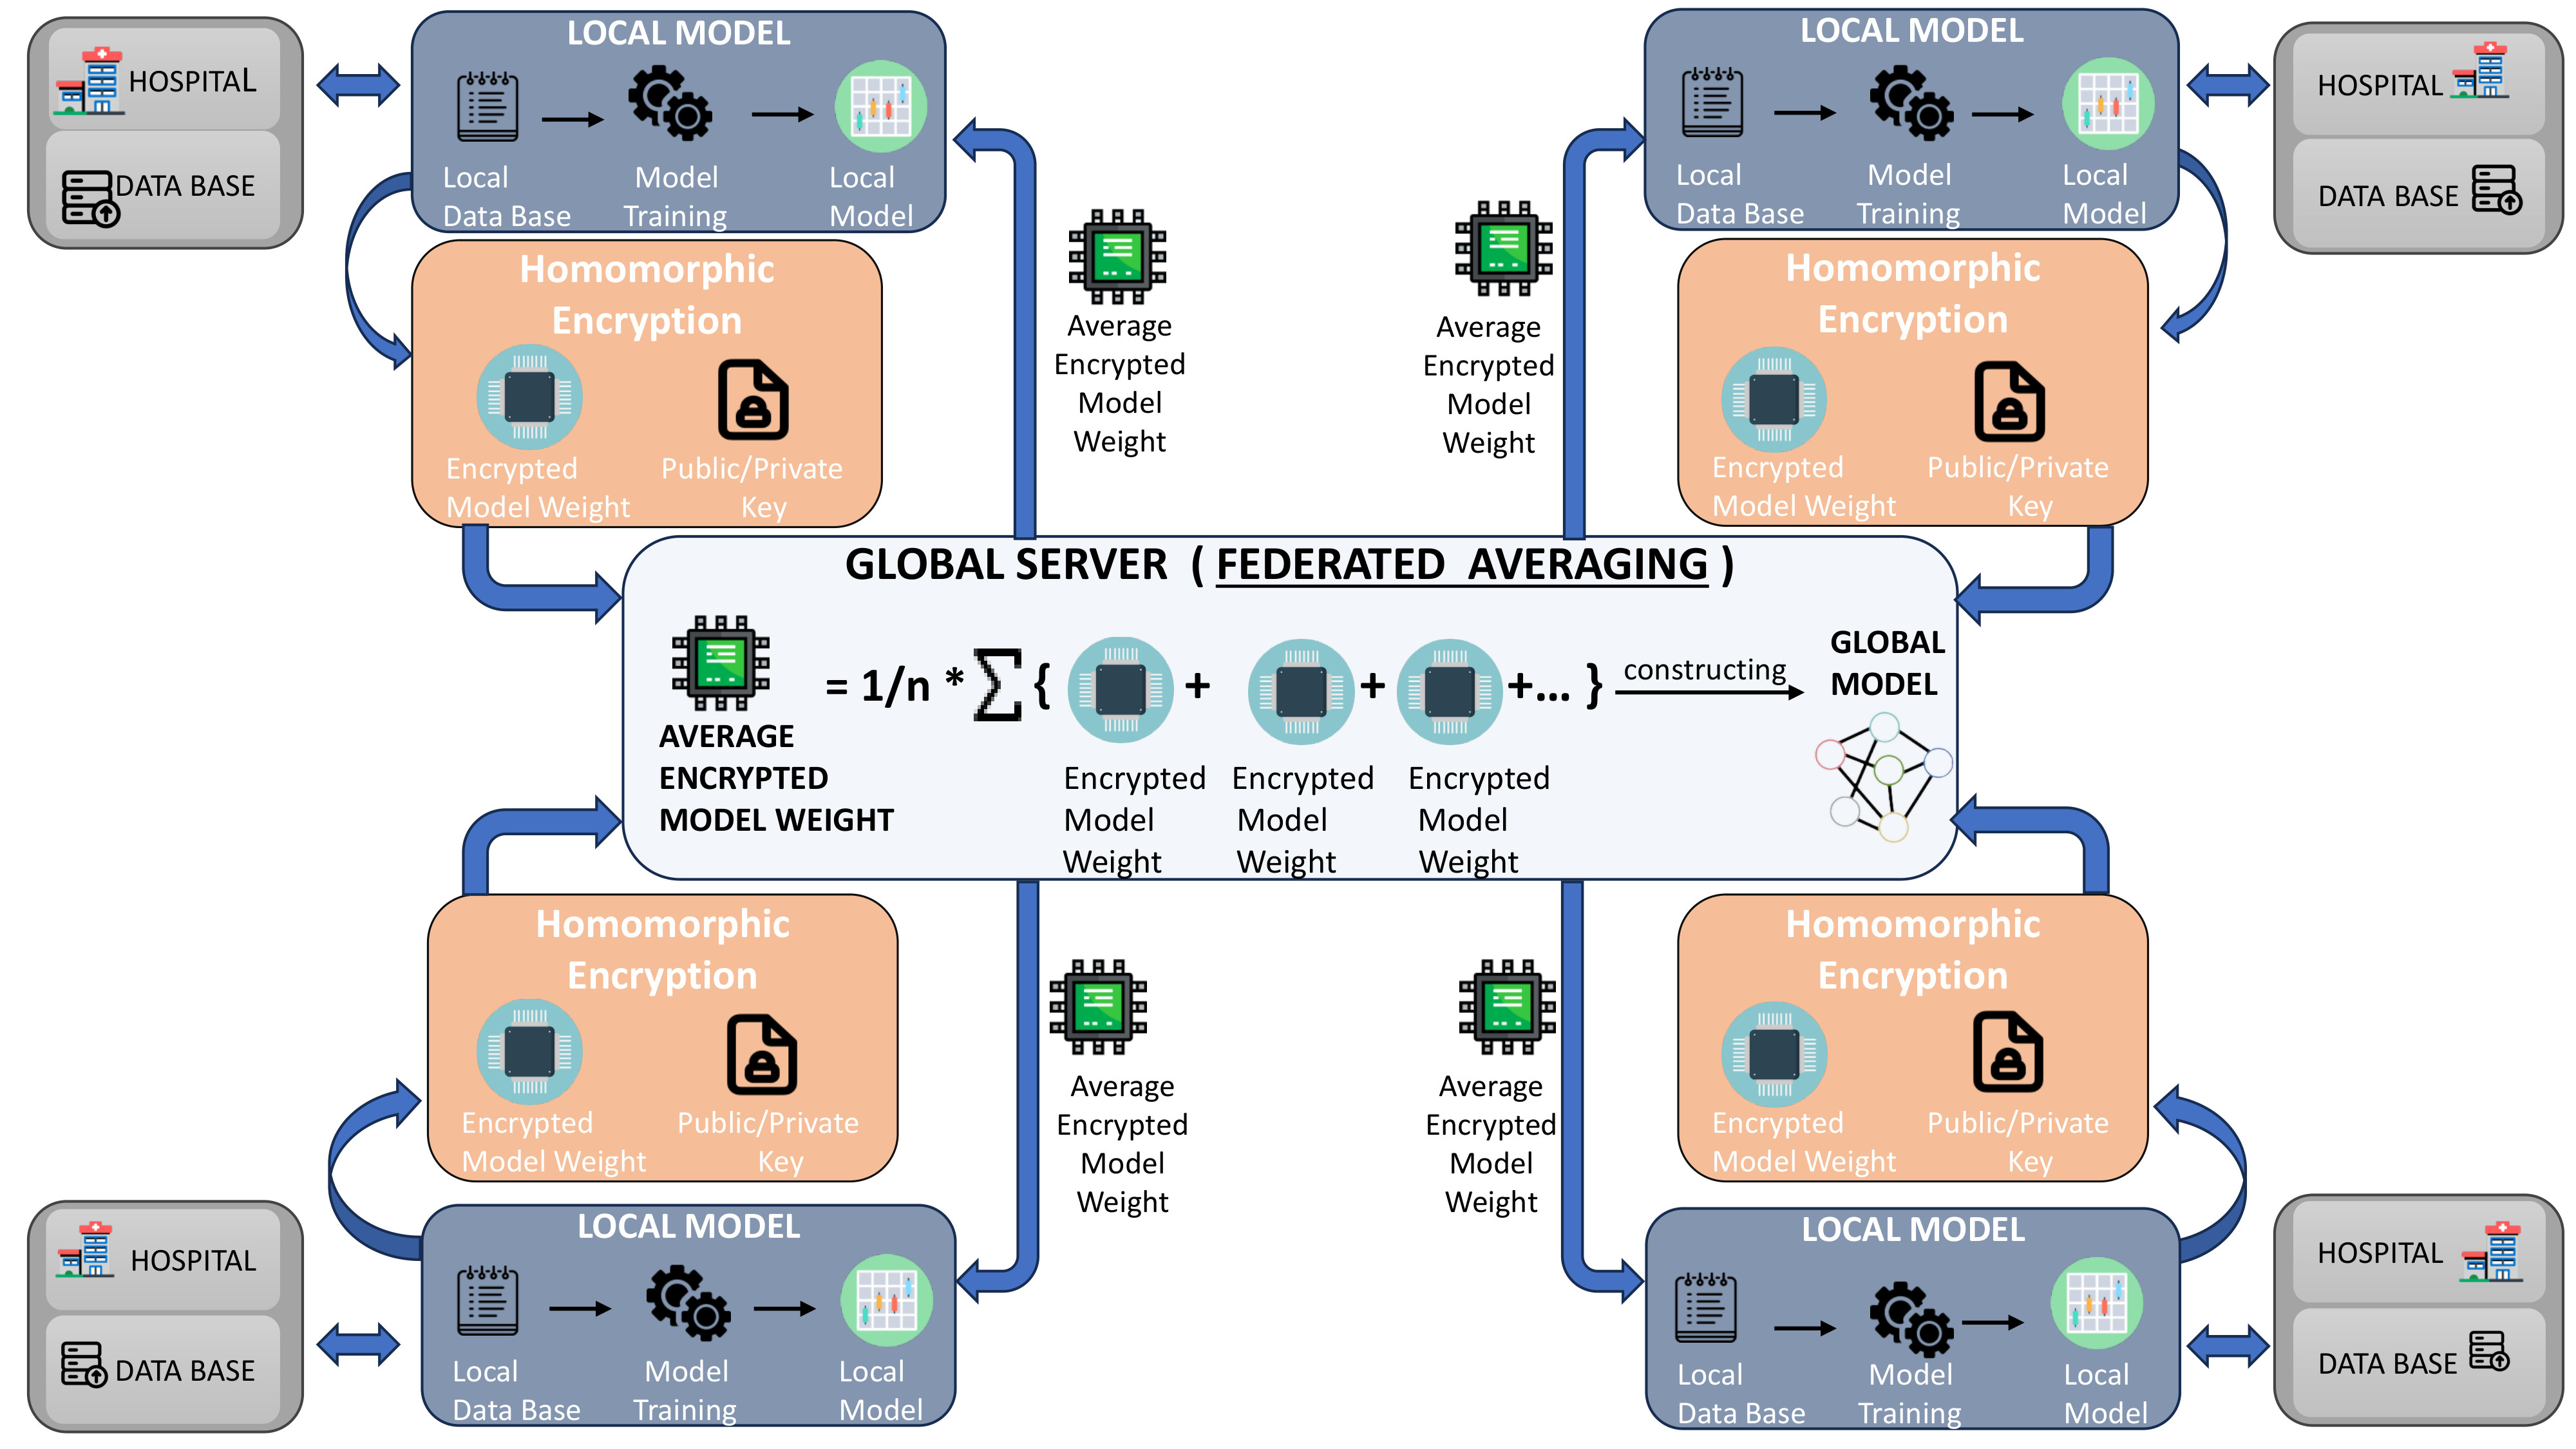 HOSPITAL
DATA BASE
LOCAL MODEL
Local
Data Base
Model
Training
Local
Model
Homomorphic
Encryption
Encrypted
Model Weight
Public/Private
Key
Average
Encrypted
Model
Weight
Average
Encrypted
Model
Weight
LOCAL MODEL
Local
Data Base
Model
Training
Local
Model
HOSPITAL
DATA BASE
Homomorphic
Encryption
Encrypted
Model Weight
Public/Private
Key
GLOBAL SERVER ( FEDERATED AVERAGING )
= 1/n * ∑ { + + +... }
constructing
GLOBAL
MODEL
AVERAGE
ENCRYPTED
MODEL WEIGHT
Encrypted
Model
Weight
Encrypted
Model
Weight
Encrypted
Model
Weight
Homomorphic
Encryption
Encrypted
Model Weight
Public/Private
Key
Average
Encrypted
Model
Weight
Average
Encrypted
Model
Weight
Homomorphic
Encryption
Encrypted
Model Weight
Public/Private
Key
HOSPITAL
DATA BASE
LOCAL MODEL
Local
Data Base
Model
Training
Local
Model
LOCAL MODEL
Local
Data Base
Model
Training
Local
Model
HOSPITAL
DATA BASE